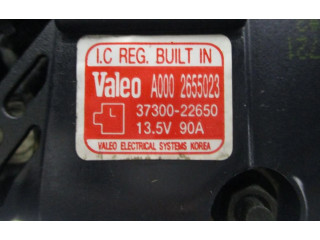 I.C REG. BUILT IN
Valeo A000 2655023
37300-22650
13.5V 90A
VALEO ELECTRICAL SYSTEMS KOREA